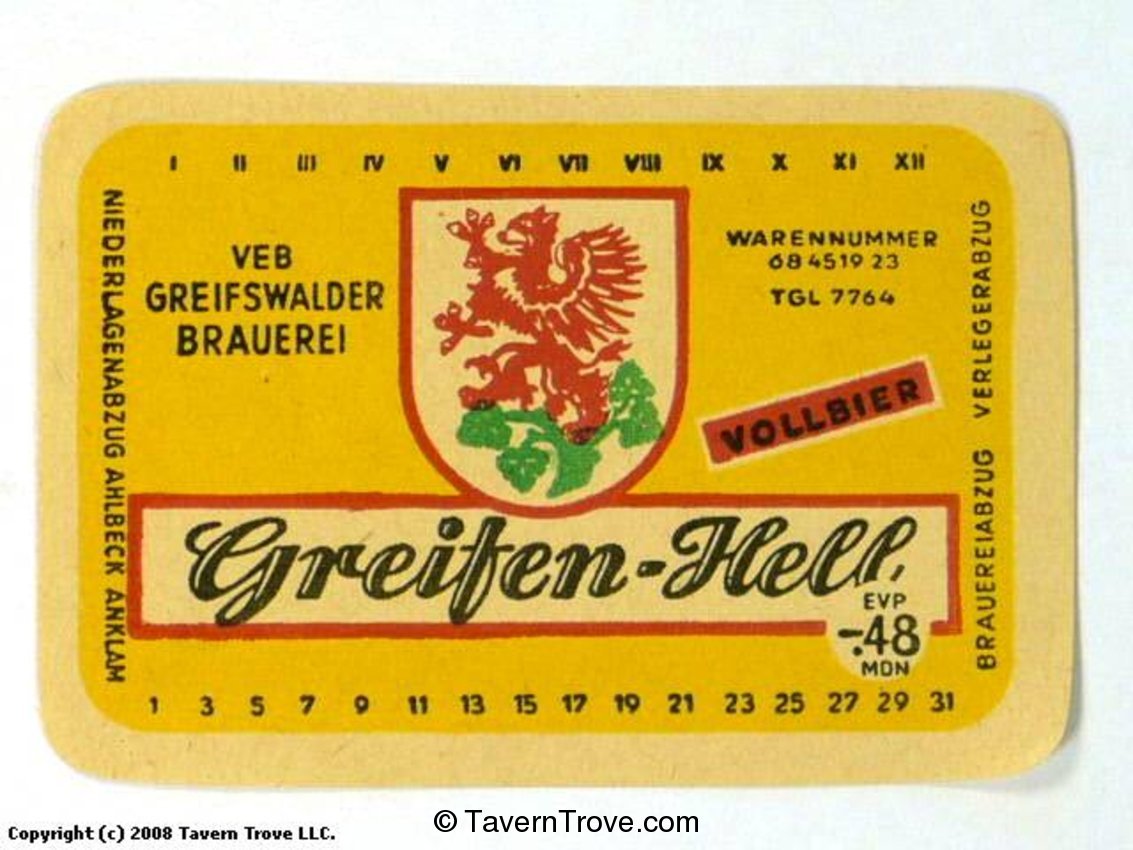 I II III IV V VI VII VIII IX X XI XII
NIEDERLAGENABZUG AHLBECK ANKLAM
VEB
GREIFSWALDER
BRAUEREI
WARENNUMMER
68 4519 23
TGL 7764
VOLLBIER
BRAUEREIABZUG VERLEGERABZUG
Greifen-Hell
EVP
-.48
MDN
1 3 5 7 9 11 13 15 17 19 21 23 25 27 29 31
Copyright (c) 2008 Tavern Trove LLC.
© TavernTrove.com